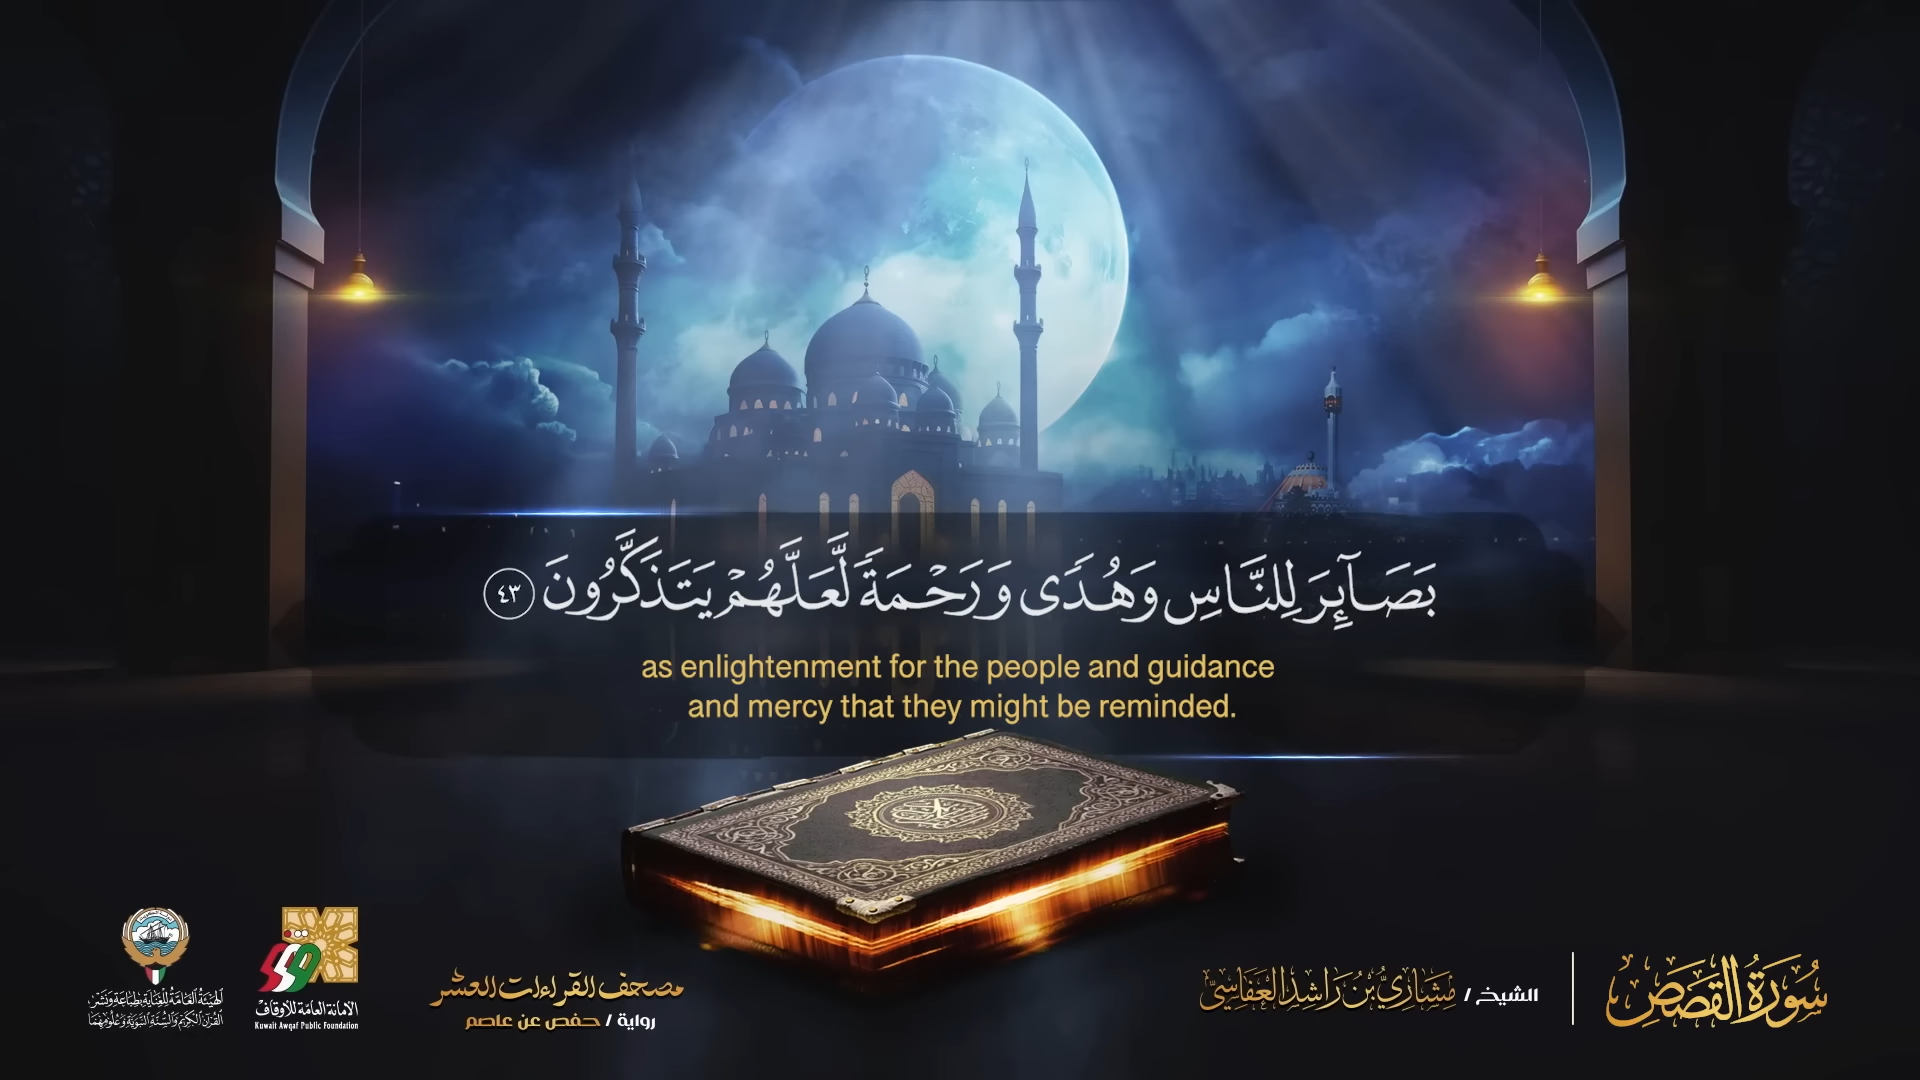 بَصَآئِرَ لِلنَّاسِ وَهُدًى وَرَحْمَةً لَّعَلَّهُمْ يَتَذَكَّرُونَ ٤٣
as enlightenment for the people and guidance
and mercy that they might be reminded.
سُورَةُ القَصَصِ
الشيخ / مشاري بن راشد العفاسي
مصحف القراءات العشر
رواية / حفص عن عاصم
الامانة العامة للأوقاف
Kuwait Awqaf Public Foundation
الهيئة العامة للعناية بطباعة ونشر
القرآن الكريم والسنة النبوية وعلومهما